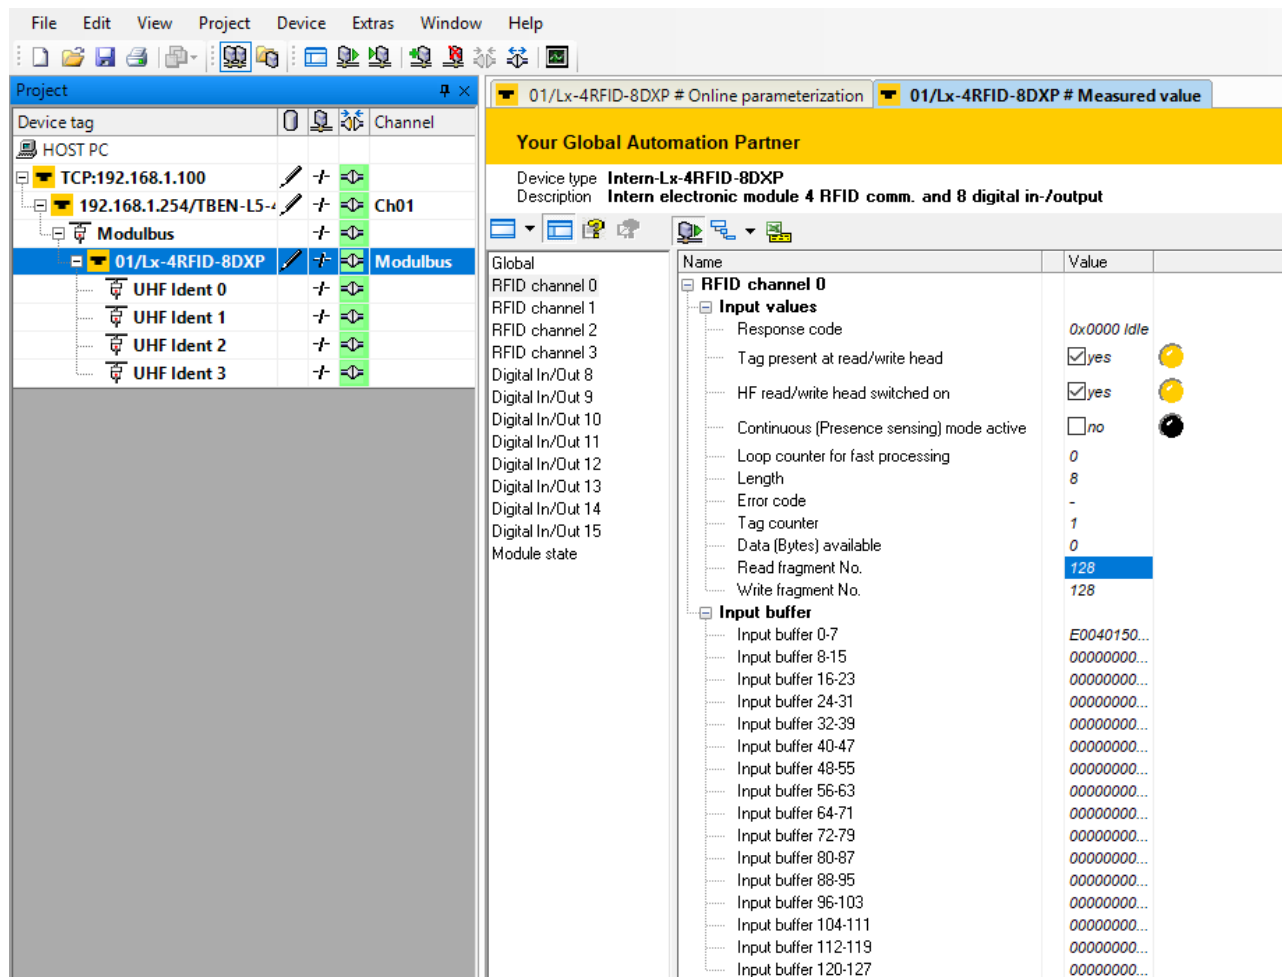 File Edit View Project Device Extras Window Help
Project
Device tag Channel
HOST PC
TCP:192.168.1.100
192.168.1.254/TBEN-L5-4 Ch01
Modulbus
01/Lx-4RFID-8DXP Modulbus
UHF Ident 0
UHF Ident 1
UHF Ident 2
UHF Ident 3
01/Lx-4RFID-8DXP # Online parameterization 01/Lx-4RFID-8DXP # Measured value
Your Global Automation Partner
Device type Intern-Lx-4RFID-8DXP
Description Intern electronic module 4 RFID comm. and 8 digital in-/output
Global
RFID channel 0
RFID channel 1
RFID channel 2
RFID channel 3
Digital In/Out 8
Digital In/Out 9
Digital In/Out 10
Digital In/Out 11
Digital In/Out 12
Digital In/Out 13
Digital In/Out 14
Digital In/Out 15
Module state
Name Value
RFID channel 0
Input values
Response code 0x0000 Idle
Tag present at read/write head yes
HF read/write head switched on yes
Continuous (Presence sensing) mode active no
Loop counter for fast processing 0
Length 8
Error code -
Tag counter 1
Data (Bytes) available 0
Read fragment No. 128
Write fragment No. 128
Input buffer
Input buffer 0-7 E0040150...
Input buffer 8-15 00000000...
Input buffer 16-23 00000000...
Input buffer 24-31 00000000...
Input buffer 32-39 00000000...
Input buffer 40-47 00000000...
Input buffer 48-55 00000000...
Input buffer 56-63 00000000...
Input buffer 64-71 00000000...
Input buffer 72-79 00000000...
Input buffer 80-87 00000000...
Input buffer 88-95 00000000...
Input buffer 96-103 00000000...
Input buffer 104-111 00000000...
Input buffer 112-119 00000000...
Input buffer 120-127 00000000...